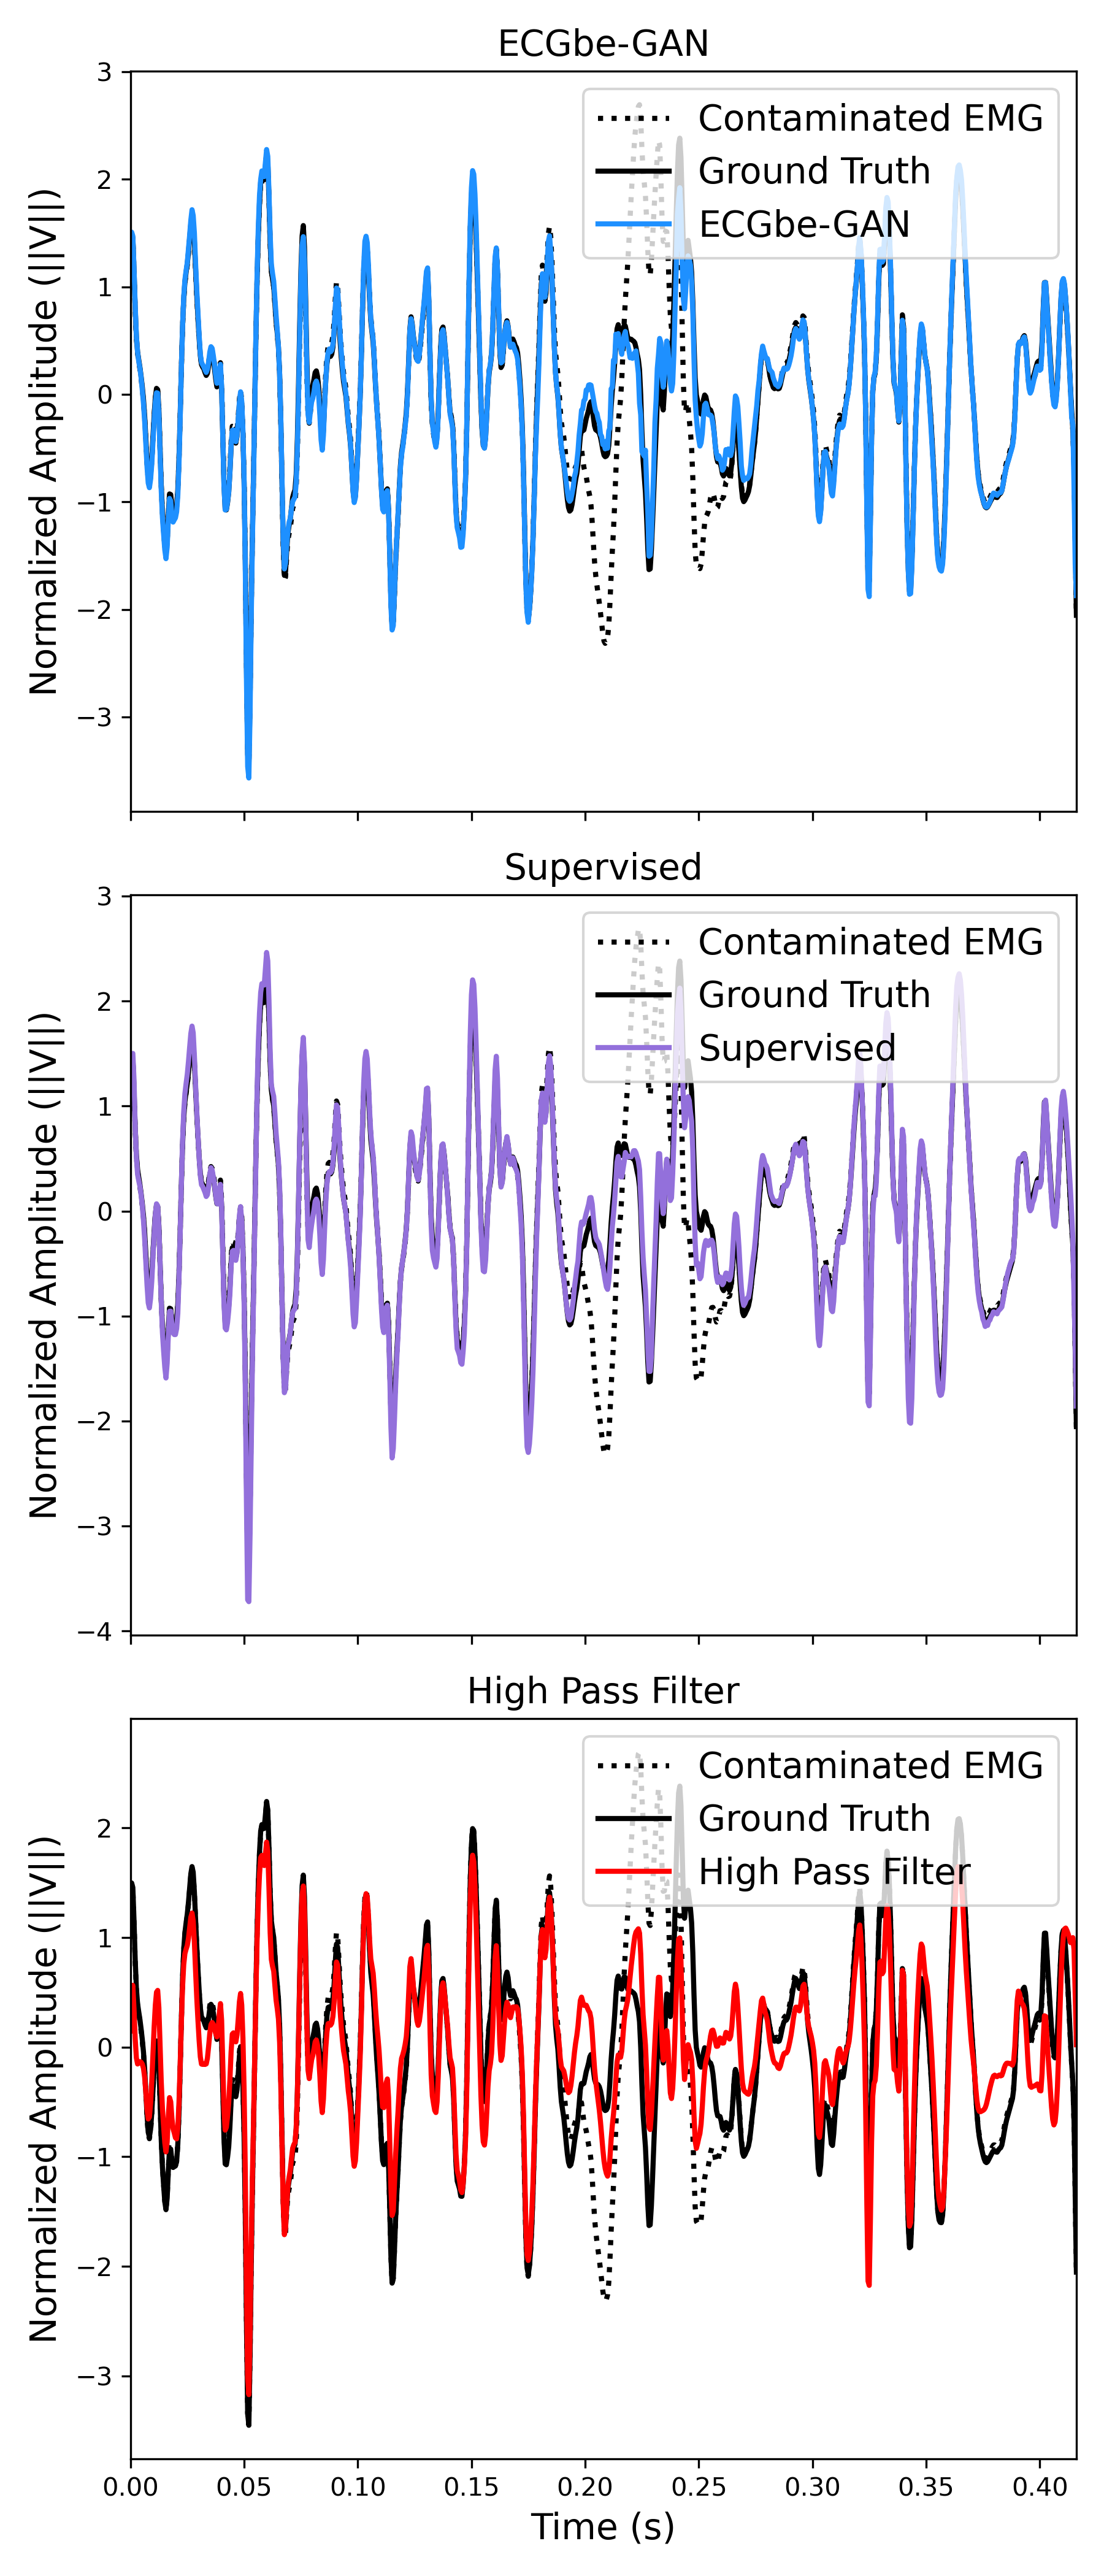 ECGbe-GAN
Normalized Amplitude (||V||)
3
2
1
0
−1
−2
−3
Contaminated EMG
Ground Truth
ECGbe-GAN
Supervised
Normalized Amplitude (||V||)
3
2
1
0
−1
−2
−3
−4
Contaminated EMG
Ground Truth
Supervised
High Pass Filter
Normalized Amplitude (||V||)
2
1
0
−1
−2
−3
Contaminated EMG
Ground Truth
High Pass Filter
0.00 0.05 0.10 0.15 0.20 0.25 0.30 0.35 0.40
Time (s)